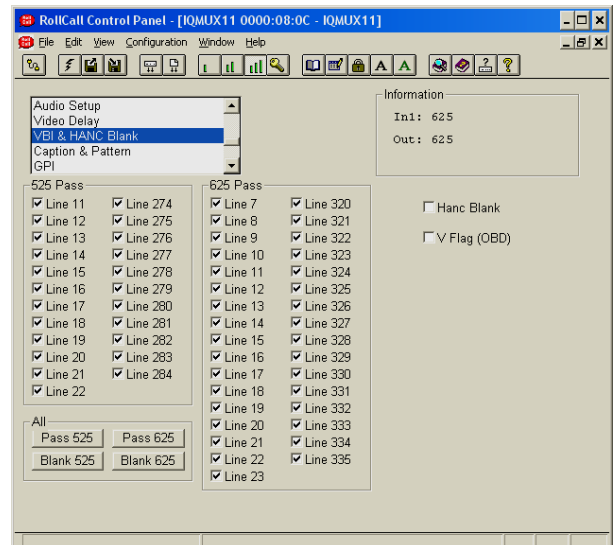 RollCall Control Panel - [IQMUX11 0000:08:0C - IQMUX11]
File Edit View Configuration Window Help
A A ?
Audio Setup
Video Delay
VBI & HANC Blank
Caption & Pattern
GPI
Information
In1: 625
Out: 625
525 Pass
Line 11 Line 274
Line 12 Line 275
Line 13 Line 276
Line 14 Line 277
Line 15 Line 278
Line 16 Line 279
Line 17 Line 280
Line 18 Line 281
Line 19 Line 282
Line 20 Line 283
Line 21 Line 284
Line 22
All
Pass 525 Pass 625
Blank 525 Blank 625
625 Pass
Line 7 Line 320
Line 8 Line 321
Line 9 Line 322
Line 10 Line 323
Line 11 Line 324
Line 12 Line 325
Line 13 Line 326
Line 14 Line 327
Line 15 Line 328
Line 16 Line 329
Line 17 Line 330
Line 18 Line 331
Line 19 Line 332
Line 20 Line 333
Line 21 Line 334
Line 22 Line 335
Line 23
Hanc Blank
V Flag (OBD)